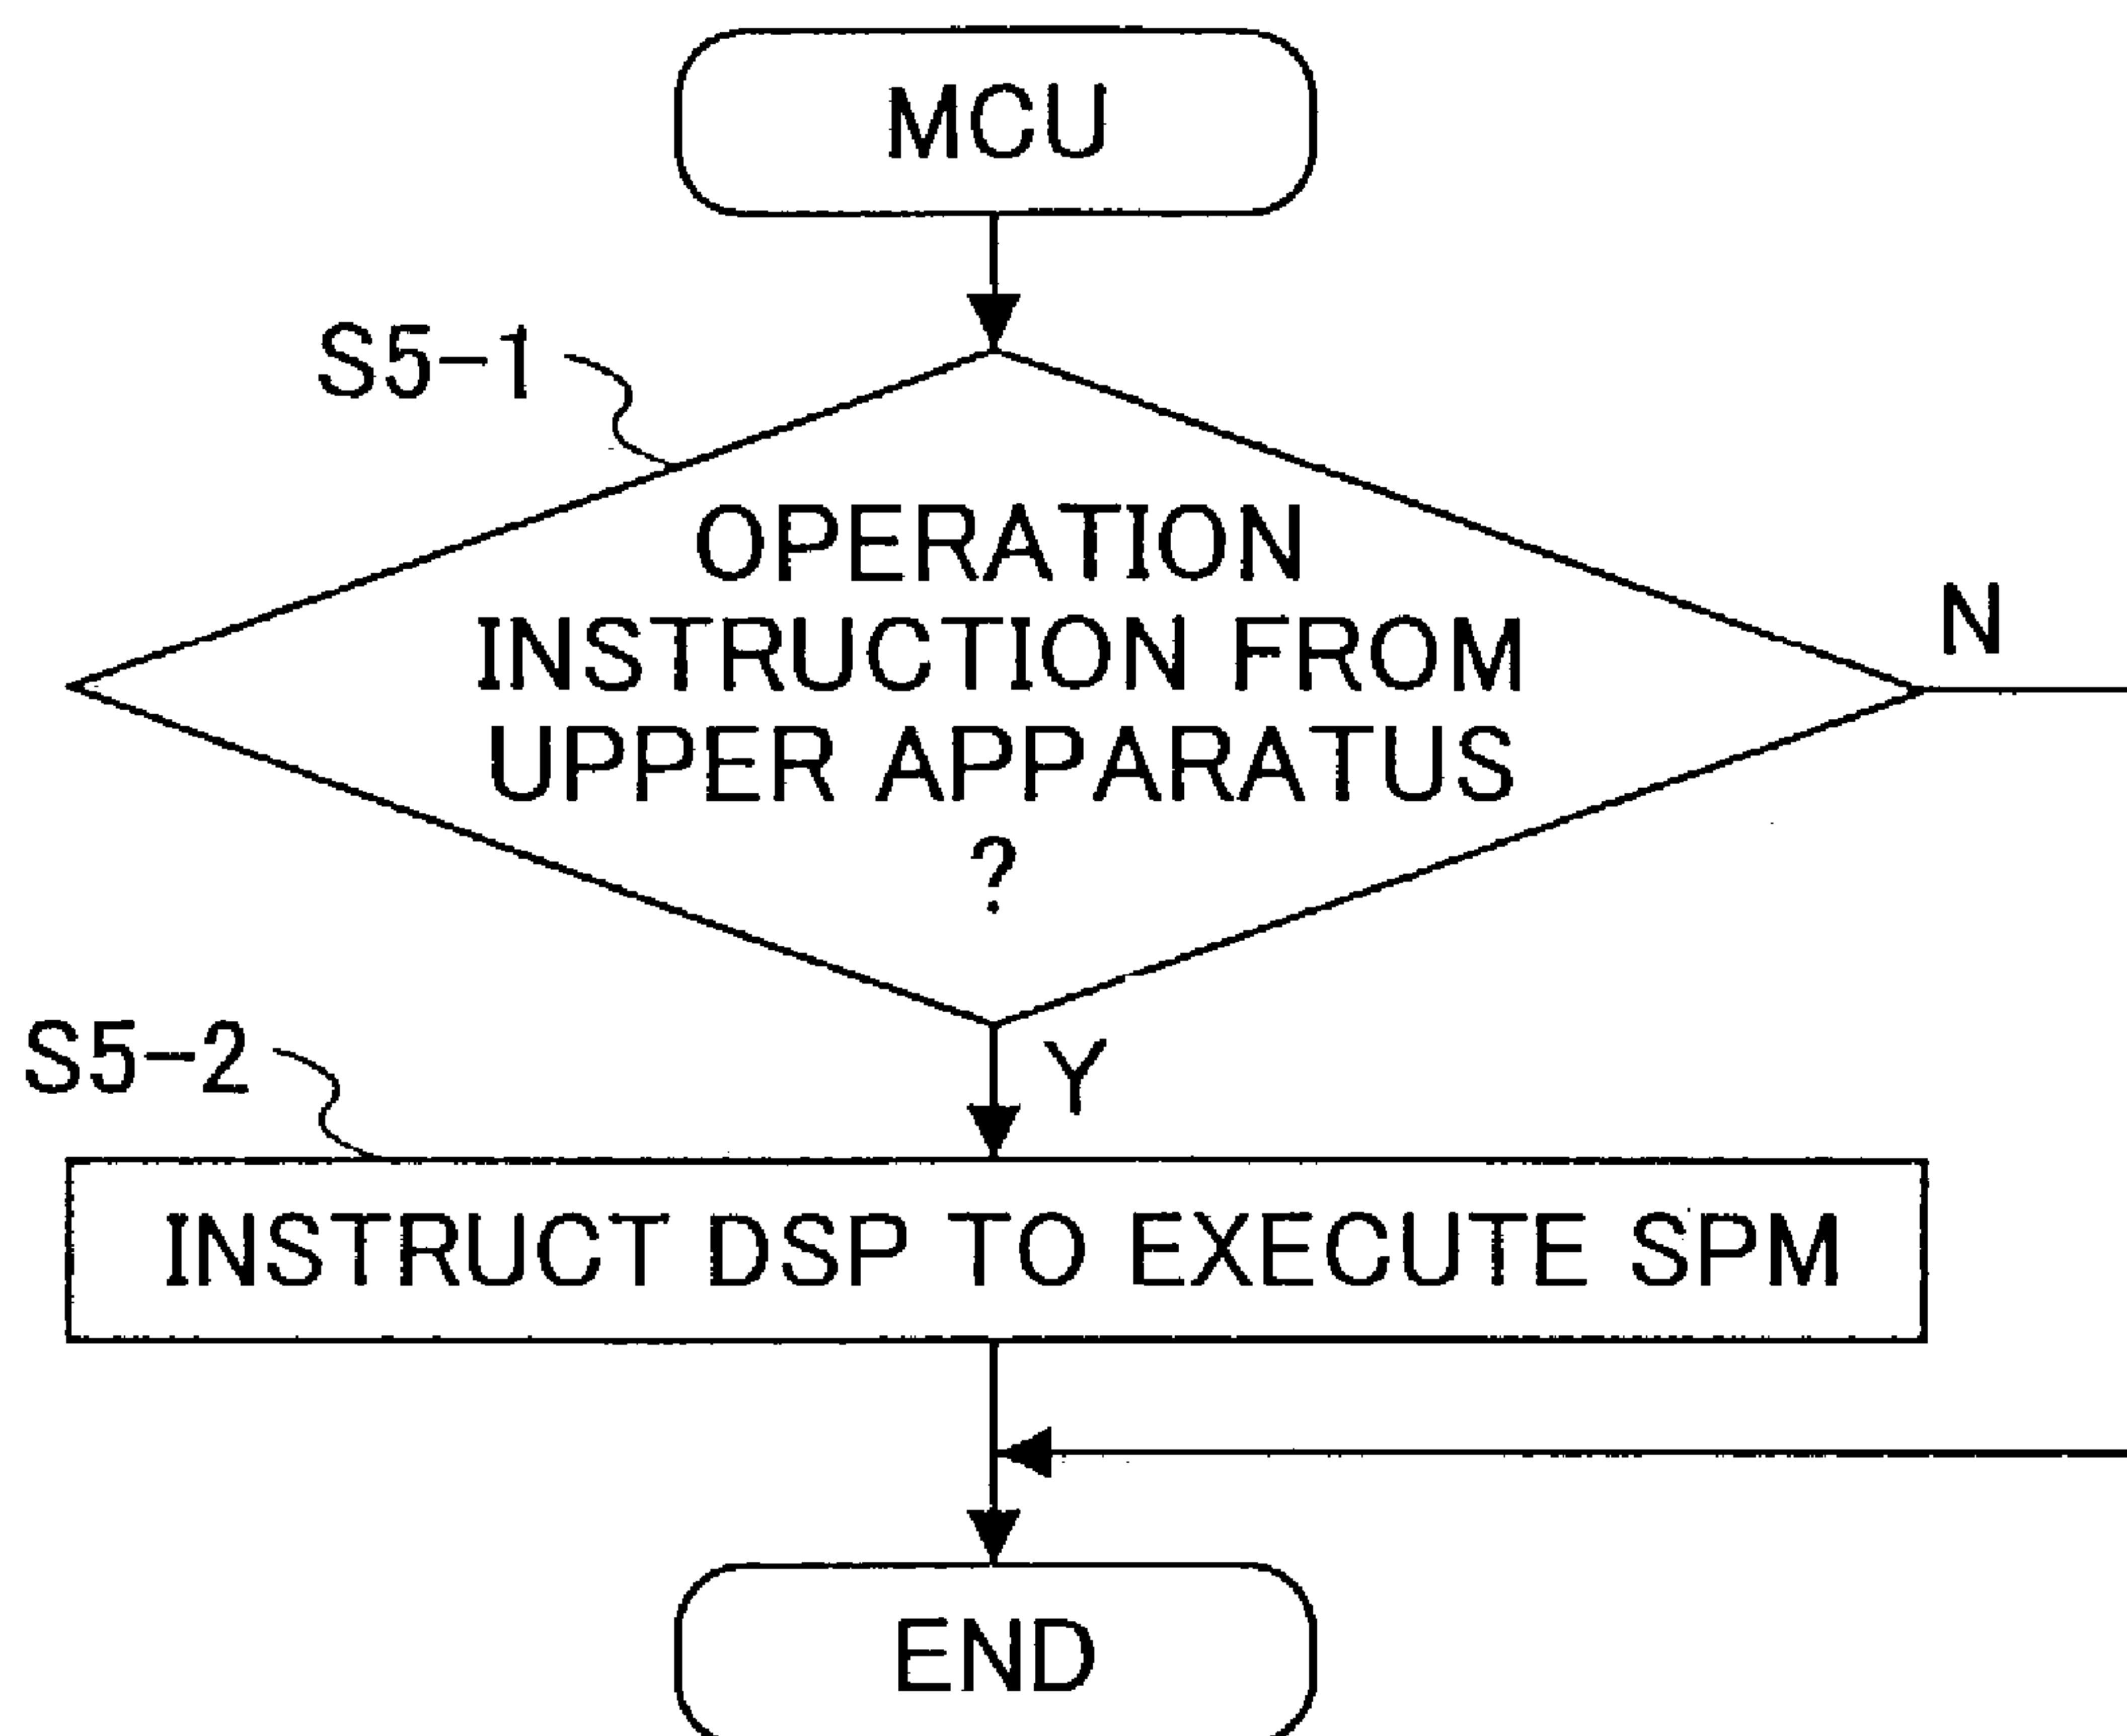 MCU
S5-1
OPERATION
INSTRUCTION FROM
UPPER APPARATUS
?
N
Y
S5-2
INSTRUCT DSP TO EXECUTE SPM
END